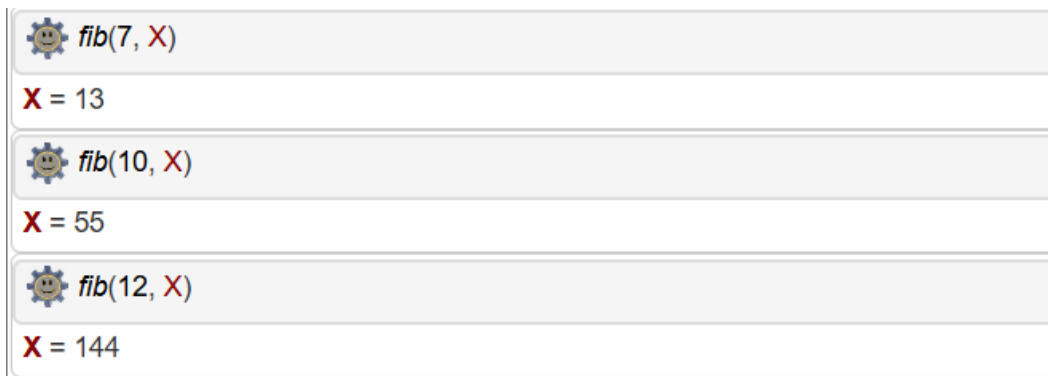 fib(7, X)
X = 13
fib(10, X)
X = 55
fib(12, X)
X = 144